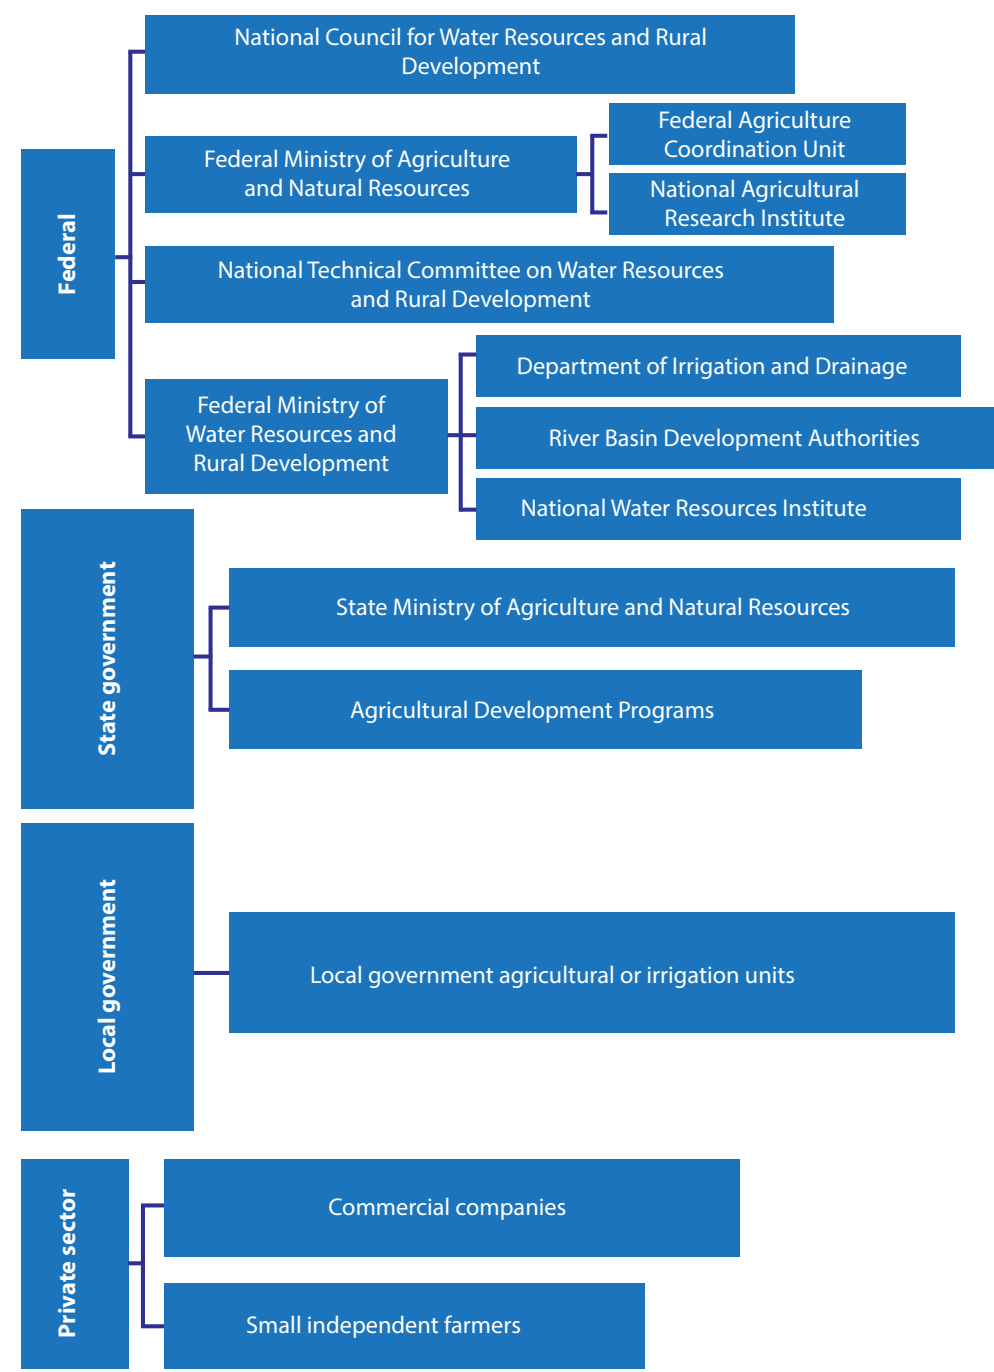 Federal
National Council for Water Resources and Rural
Development
Federal Ministry of Agriculture
and Natural Resources
Federal Agriculture
Coordination Unit
National Agricultural
Research Institute
National Technical Committee on Water Resources
and Rural Development
Federal Ministry of
Water Resources and
Rural Development
Department of Irrigation and Drainage
River Basin Development Authorities
National Water Resources Institute
State government
State Ministry of Agriculture and Natural Resources
Agricultural Development Programs
Local government
Local government agricultural or irrigation units
Private sector
Commercial companies
Small independent farmers